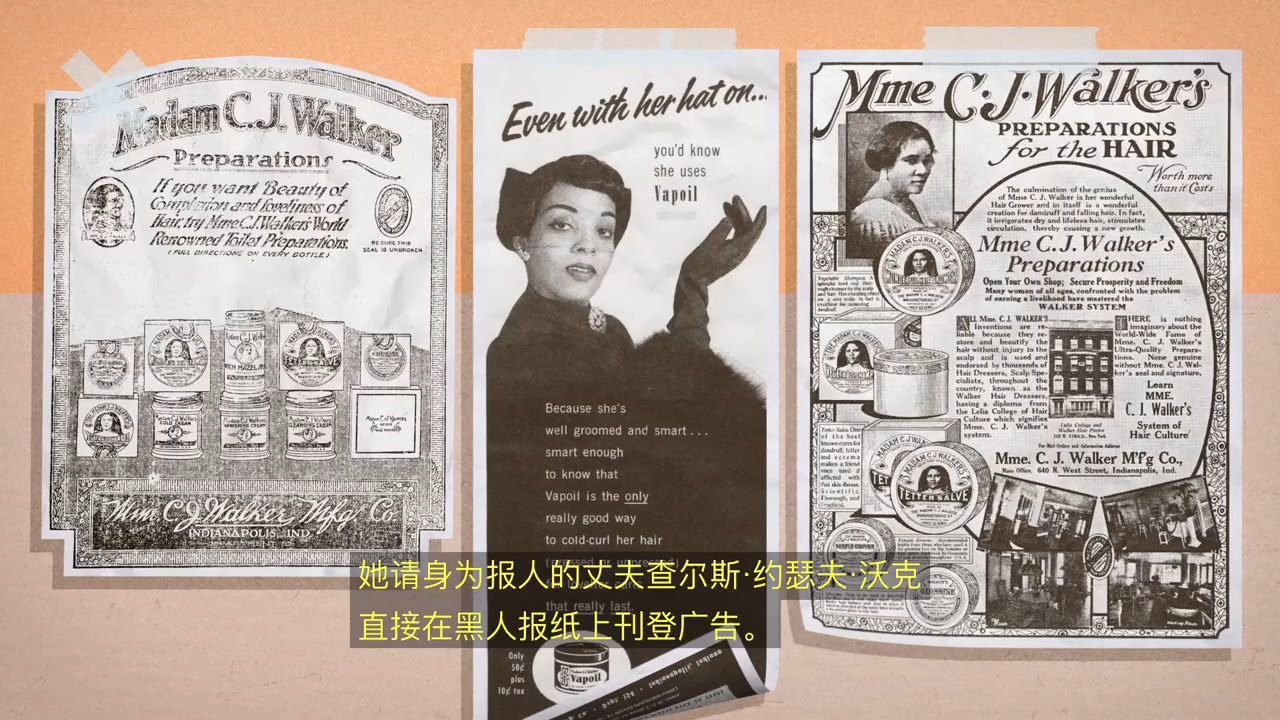 Madam C.J. Walker
Preparations
If you want Beauty of
Complexion and loveliness of
Hair, try Mme C.J. Walker's World
Renowned Toilet Preparations.
(FULL DIRECTIONS ON EVERY BOTTLE)
BE SURE THIS
SEAL IS UNBROKEN
INDIANAPOLIS, IND.
Even with her hat on...
you'd know
she uses
Vapoil
Because she's
well groomed and smart...
smart enough
to know that
Vapoil is the only
really good way
to cold-curl her hair
that really last.
Only
50¢
plus
10¢ tax
Vapoil
Mme C·J·Walker's
PREPARATIONS
for the HAIR
Worth more
than it Costs
The culmination of the genius
of Mme C. J. Walker is her wonderful
Hair Grower and in itself is a wonderful
creation for dandruff and falling hair. In fact,
it invigorates dry and lifeless hair, stimulates
circulation, thereby causing a new growth.
Mme C. J. Walker's
Preparations
Open Your Own Shop; Secure Prosperity and Freedom
Many women of all ages, confronted with the problem
of earning a livelihood have mastered the
WALKER SYSTEM
ALL Mme. C. J. WALKER'S
Inventions are re-
liable because they re-
store and beautify the
hair without injury to the
scalp and is used and
endorsed by thousands of
Hair Dressers, Scalp Spe-
cialists, throughout the
country, known as the
Walker Hair Dressers,
having a diploma from
the Lelia College of Hair
Culture which signifies
Mme. C. J. Walker's
system.
THERE is nothing
imaginary about the
World-Wide Fame of
Mme. C. J. Walker's
Ultra-Quality Prepara-
tions. None genuine
without Mme. C. J. Wal-
ker's seal and signature.
Learn
MME.
C. J. Walker's
System of
Hair Culture
For Mail Orders and Information Address
Mme. C. J. Walker M'f'g Co.,
Main Office, 640 N. West Street, Indianapolis, Ind.
TETTER SALVE
她请身为报人的丈夫查尔斯·约瑟夫·沃克
直接在黑人报纸上刊登广告。